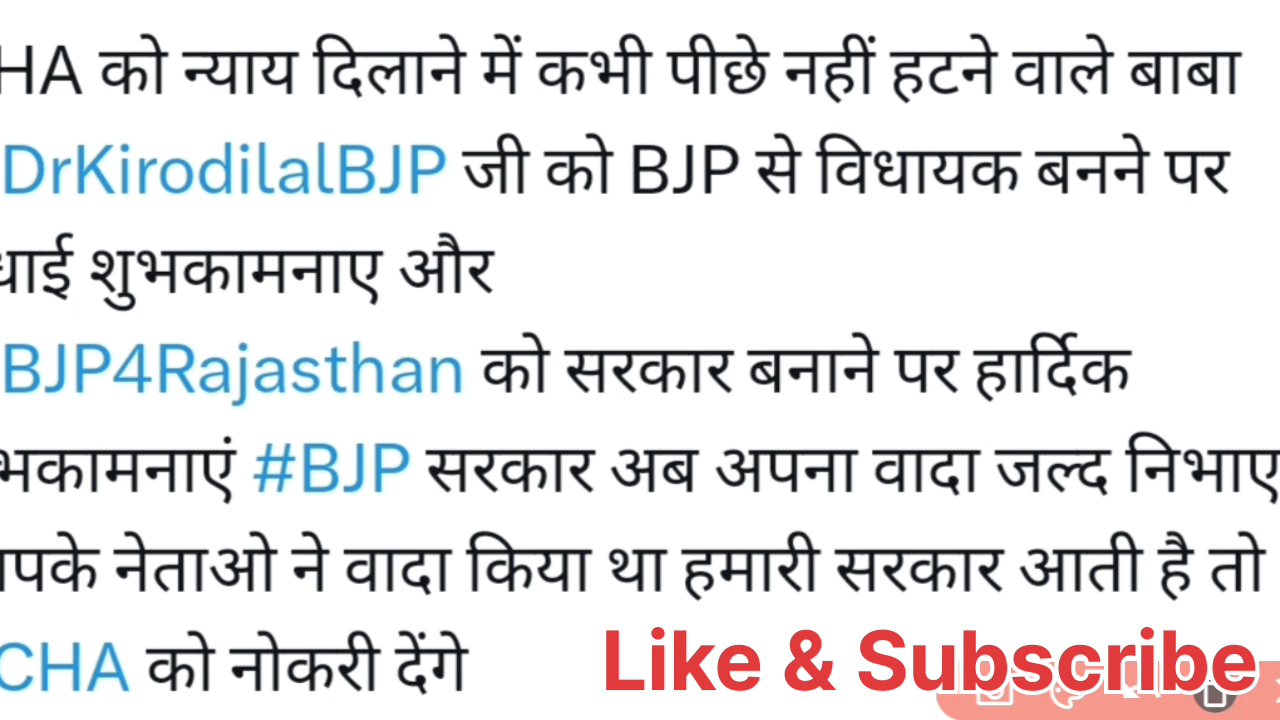 HA को न्याय दिलाने में कभी पीछे नहीं हटने वाले बाबा
DrKirodilalBJP जी को BJP से विधायक बनने पर
धाई शुभकामनाए और
BJP4Rajasthan को सरकार बनाने पर हार्दिक
भकामनाएं #BJP सरकार अब अपना वादा जल्द निभाए
पके नेताओ ने वादा किया था हमारी सरकार आती है तो
CHA को नोकरी देंगे
Like & Subscribe